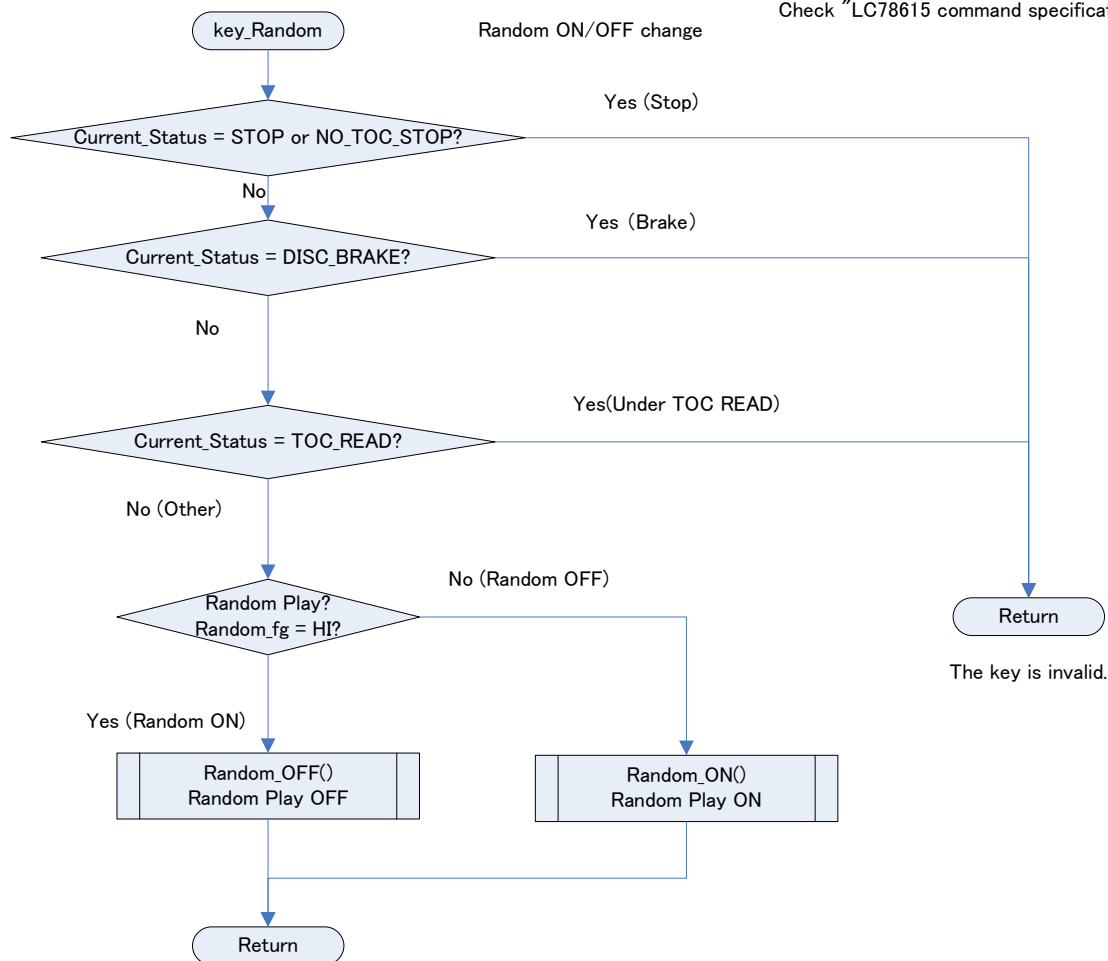 Check "LC78615 command
key_Random
Random ON/OFF change
Yes (Stop)
Current_Status = STOP or NO_TOC_STOP?
No
Yes (Brake)
Current_Status = DISC_BRAKE?
No
Yes(Under TOC READ)
Current_Status = TOC_READ?
No (Other)
No (Random OFF)
Random Play?
Random_fg = HI?
Return
The key is invalid.
Yes (Random ON)
Random_OFF()
Random Play OFF
Random_ON()
Random Play ON
Return